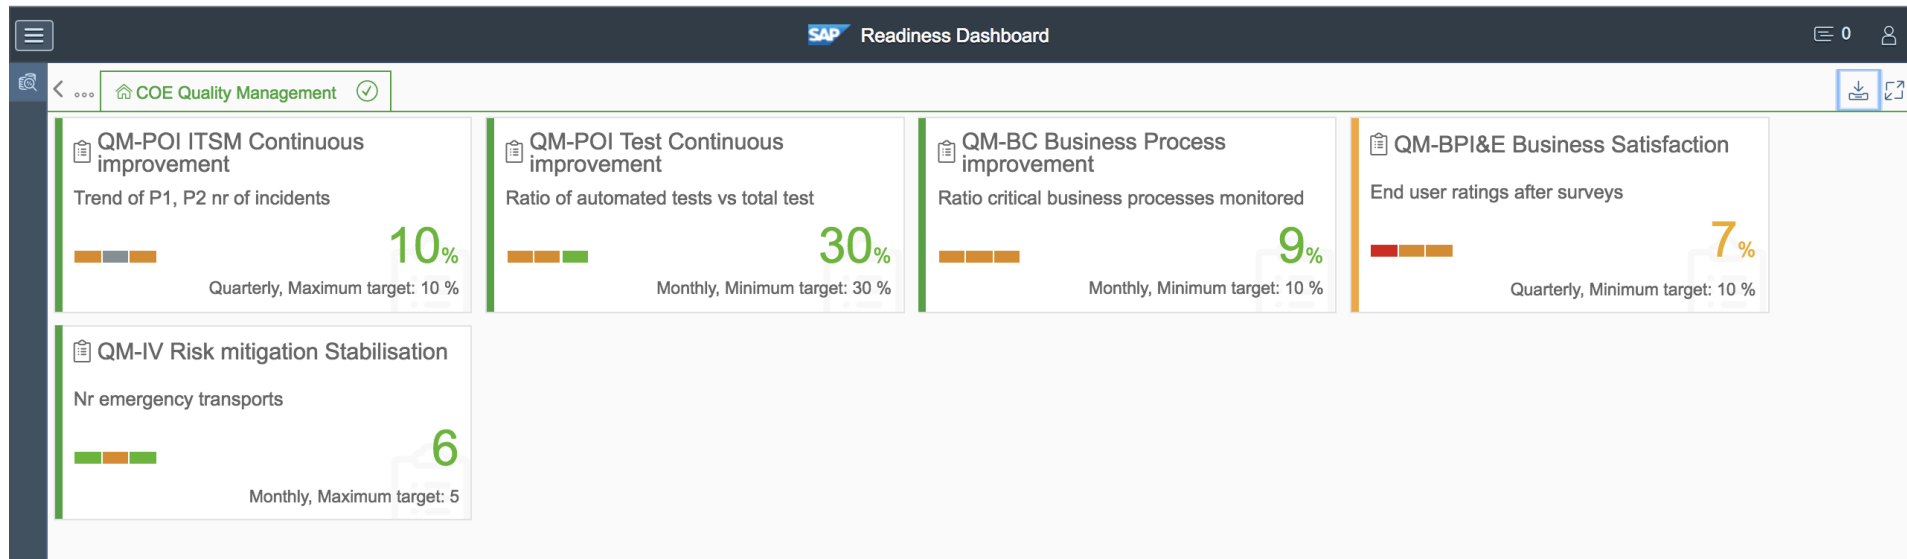 SAP Readiness Dashboard
0
... COE Quality Management
QM-POI ITSM Continuous
improvement
Trend of P1, P2 nr of incidents
10%
Quarterly, Maximum target: 10 %
QM-POI Test Continuous
improvement
Ratio of automated tests vs total test
30%
Monthly, Minimum target: 30 %
QM-BC Business Process
improvement
Ratio critical business processes monitored
9%
Monthly, Minimum target: 10 %
QM-BPI&E Business Satisfaction
End user ratings after surveys
7%
Quarterly, Minimum target: 10 %
QM-IV Risk mitigation Stabilisation
Nr emergency transports
6
Monthly, Maximum target: 5